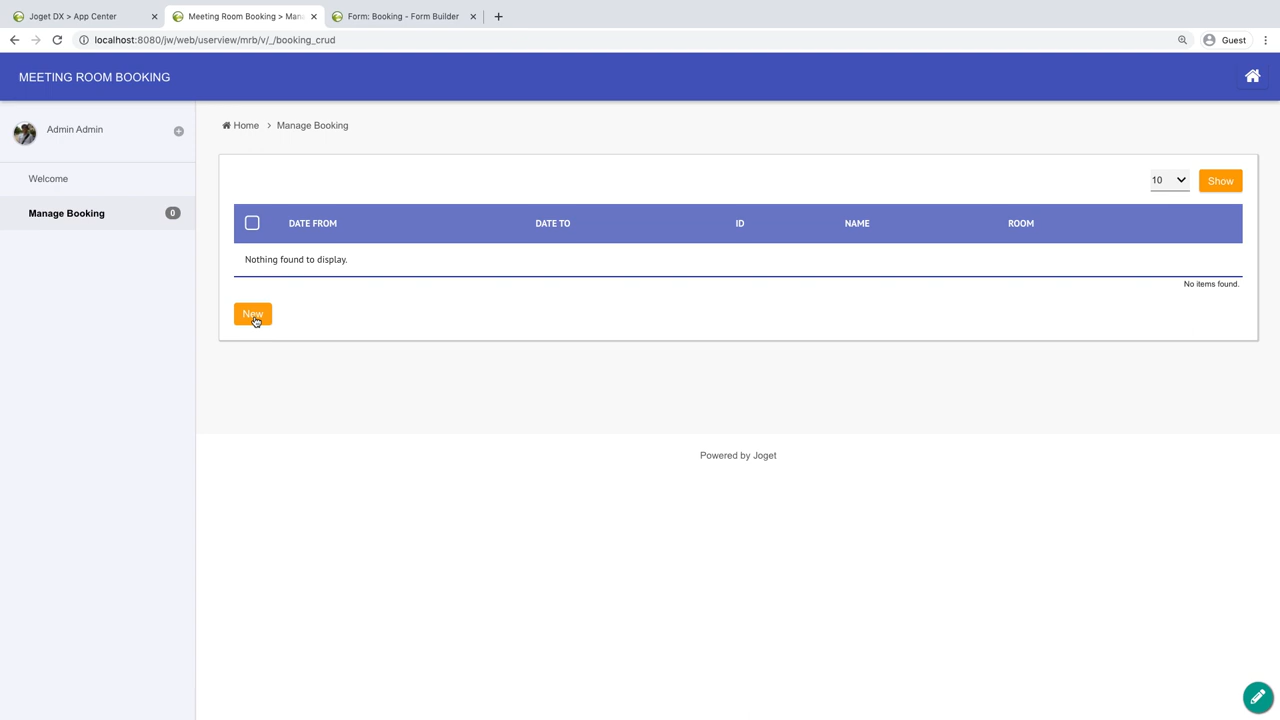 Joget DX > App Center
Meeting Room Booking > Mana
Form: Booking - Form Builder
localhost:8080/jw/web/userview/mrb/v/_/booking_crud
Guest
MEETING ROOM BOOKING
Admin Admin
Home > Manage Booking
Welcome
Manage Booking 0
10 Show
DATE FROM DATE TO ID NAME ROOM
Nothing found to display.
No items found.
New
Powered by Joget